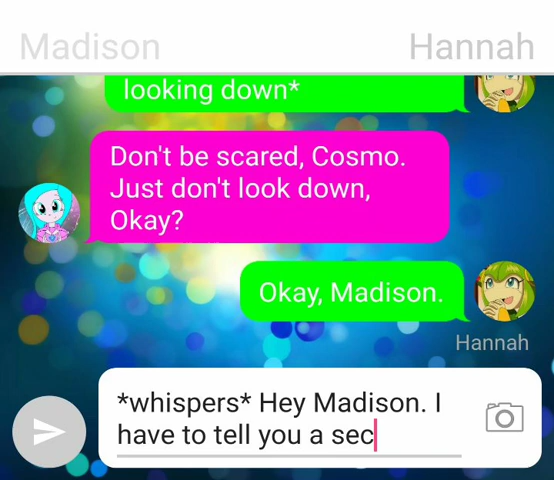 Madison
Hannah
looking down*
Don't be scared, Cosmo.
Just don't look down,
Okay?
Okay, Madison.
Hannah
*whispers* Hey Madison. I
have to tell you a sec